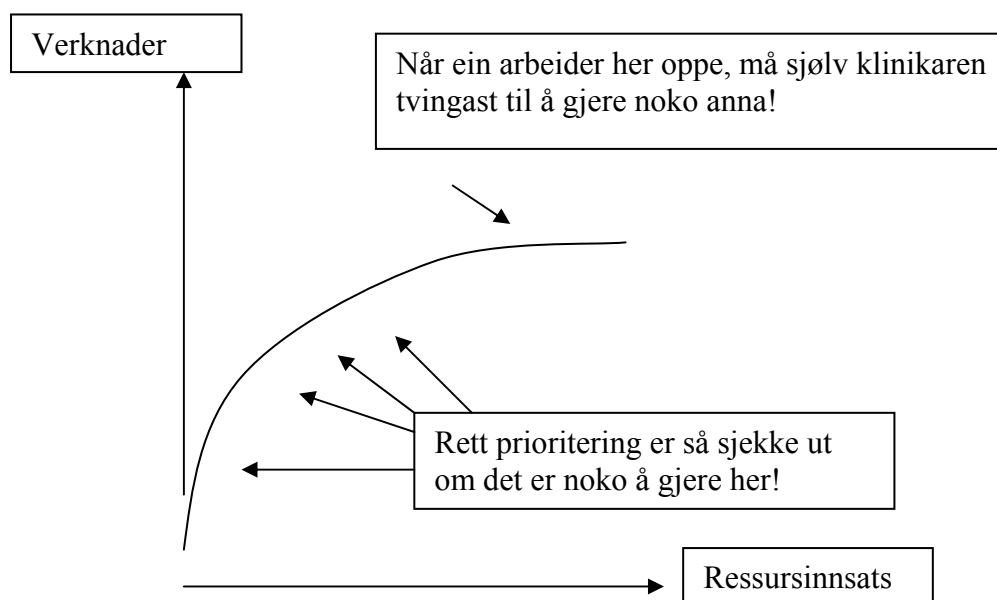 Verknader
Når ein arbeider her oppe, må sjølv klinikaren
tvingast til å gjere noko anna!
Rett prioritering er så sjekke ut
om det er noko å gjere her!
Ressursinnsats